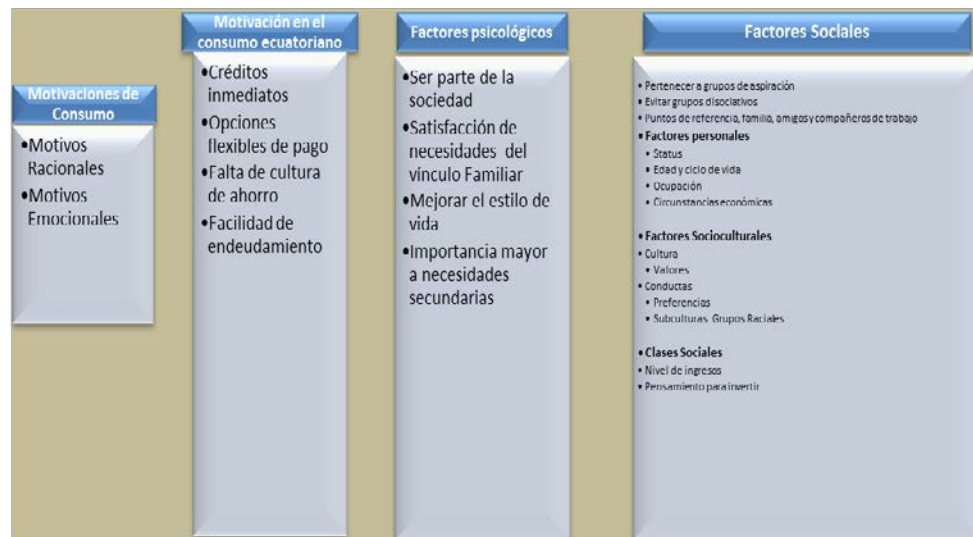 Motivaciones de
Consumo
•Motivos
Racionales
•Motivos
Emocionales
Motivación en el
consumo ecuatoriano
•Créditos
inmediatos
•Opciones
flexibles de pago
•Falta de cultura
de ahorro
•Facilidad de
endeudamiento
Factores psicológicos
•Ser parte de la
sociedad
•Satisfacción de
necesidades del
vínculo Familiar
•Mejorar el estilo de
vida
•Importancia mayor
a necesidades
secundarias
Factores Sociales
• Pertenecer a grupos de aspiración
• Evitar grupos disociativos
• Puntos de referencia, familia, amigos y compañeros de trabajo
• Factores personales
• Status
• Edad y ciclo de vida
• Ocupación
• Circunstancias económicas
• Factores Socioculturales
• Cultura
• Valores
• Conductas
• Preferencias
• Subculturas Grupos Raciales
• Clases Sociales
• Nivel de ingresos
• Pensamiento para invertir